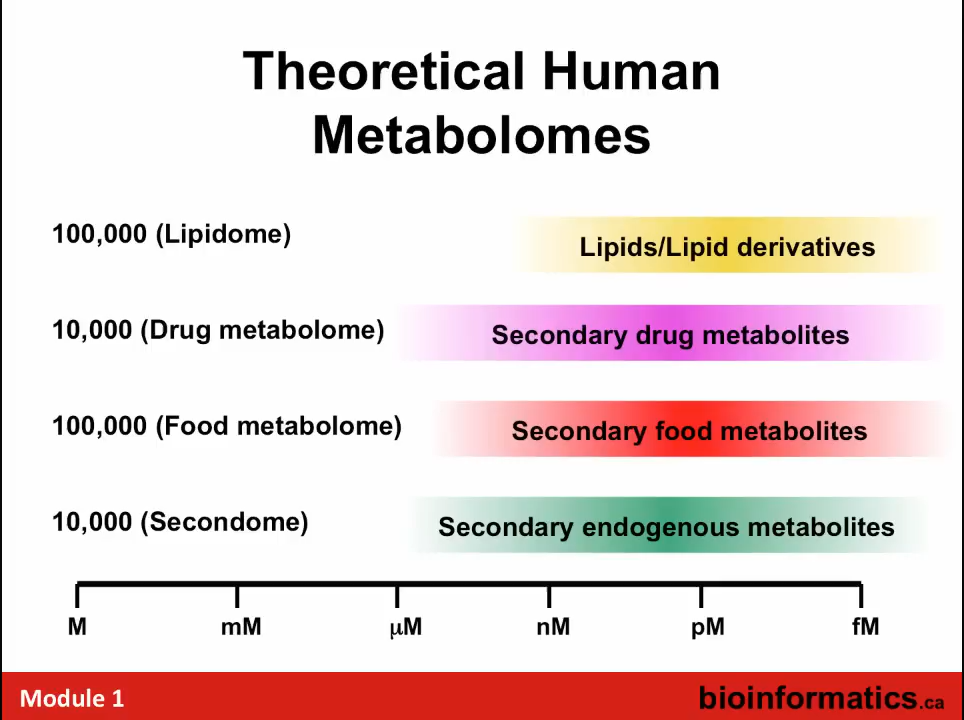 Theoretical Human
Metabolomes
100,000 (Lipidome)
Lipids/Lipid derivatives
10,000 (Drug metabolome)
Secondary drug metabolites
100,000 (Food metabolome)
Secondary food metabolites
10,000 (Secondome)
Secondary endogenous metabolites
M mM μM nM pM fM
Module 1
bioinformatics.ca